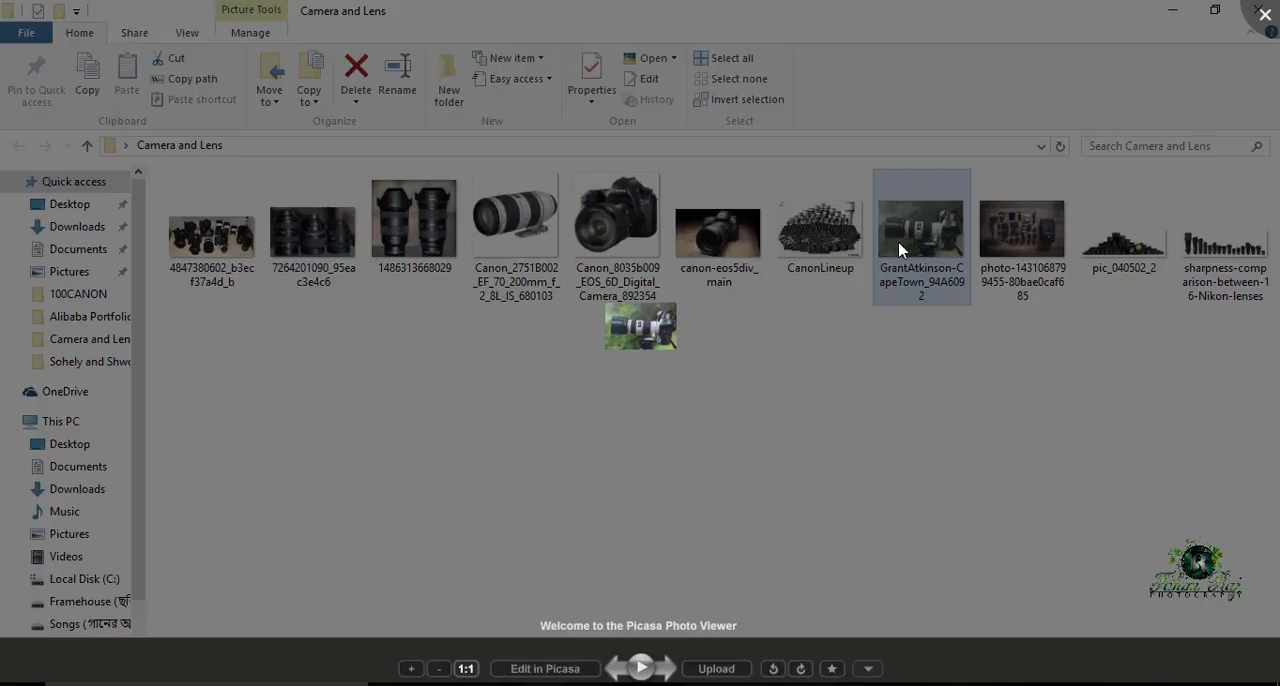 Picture Tools
Camera and Lens
File
Home
Share
View
Manage
Pin to Quick
access
Copy
Paste
Cut
Copy path
Paste shortcut
Clipboard
Move
to
Copy
to
Delete
Rename
Organize
New
folder
New item
Easy access
New
Properties
Open
Edit
History
Open
Select all
Select none
Invert selection
Select
Camera and Lens
Search Camera and Lens
Quick access
Desktop
Downloads
Documents
Pictures
100CANON
Alibaba Portfolic
Camera and Len
Sohely and Shwo
OneDrive
This PC
Desktop
Documents
Downloads
Music
Pictures
Videos
Local Disk (C:)
Framehouse (ছ
Songs (গানের অ
4847380602_b3ec
f37a4d_b
7264201090_95ea
c3e4c6
1486313668029
Canon_2751B002
_EF_70_200mm_f_
2_8L_IS_680103
Canon_8035b009
_EOS_6D_Digital_
Camera_892354
canon-eos5div_
main
CanonLineup
GrantAtkinson-C
apeTown_94A609
2
photo-143106879
9455-80bae0caf6
85
pic_040502_2
sharpness-comp
arison-between-1
6-Nikon-lenses
PHOTOGRAPHY
Welcome to the Picasa Photo Viewer
+
-
1:1
Edit in Picasa
Upload